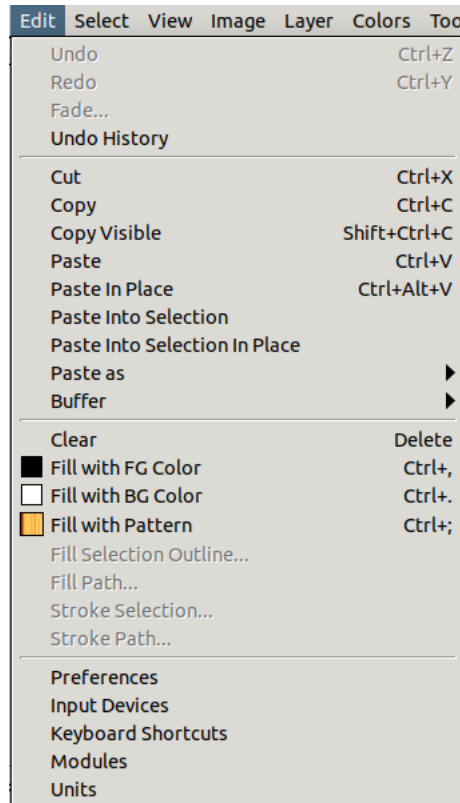 Edit Select View Image Layer Colors Too
Undo Ctrl+Z
Redo Ctrl+Y
Fade...
Undo History
Cut Ctrl+X
Copy Ctrl+C
Copy Visible Shift+Ctrl+C
Paste Ctrl+V
Paste In Place Ctrl+Alt+V
Paste Into Selection
Paste Into Selection In Place
Paste as
Buffer
Clear Delete
Fill with FG Color Ctrl+,
Fill with BG Color Ctrl+.
Fill with Pattern Ctrl+;
Fill Selection Outline...
Fill Path...
Stroke Selection...
Stroke Path...
Preferences
Input Devices
Keyboard Shortcuts
Modules
Units